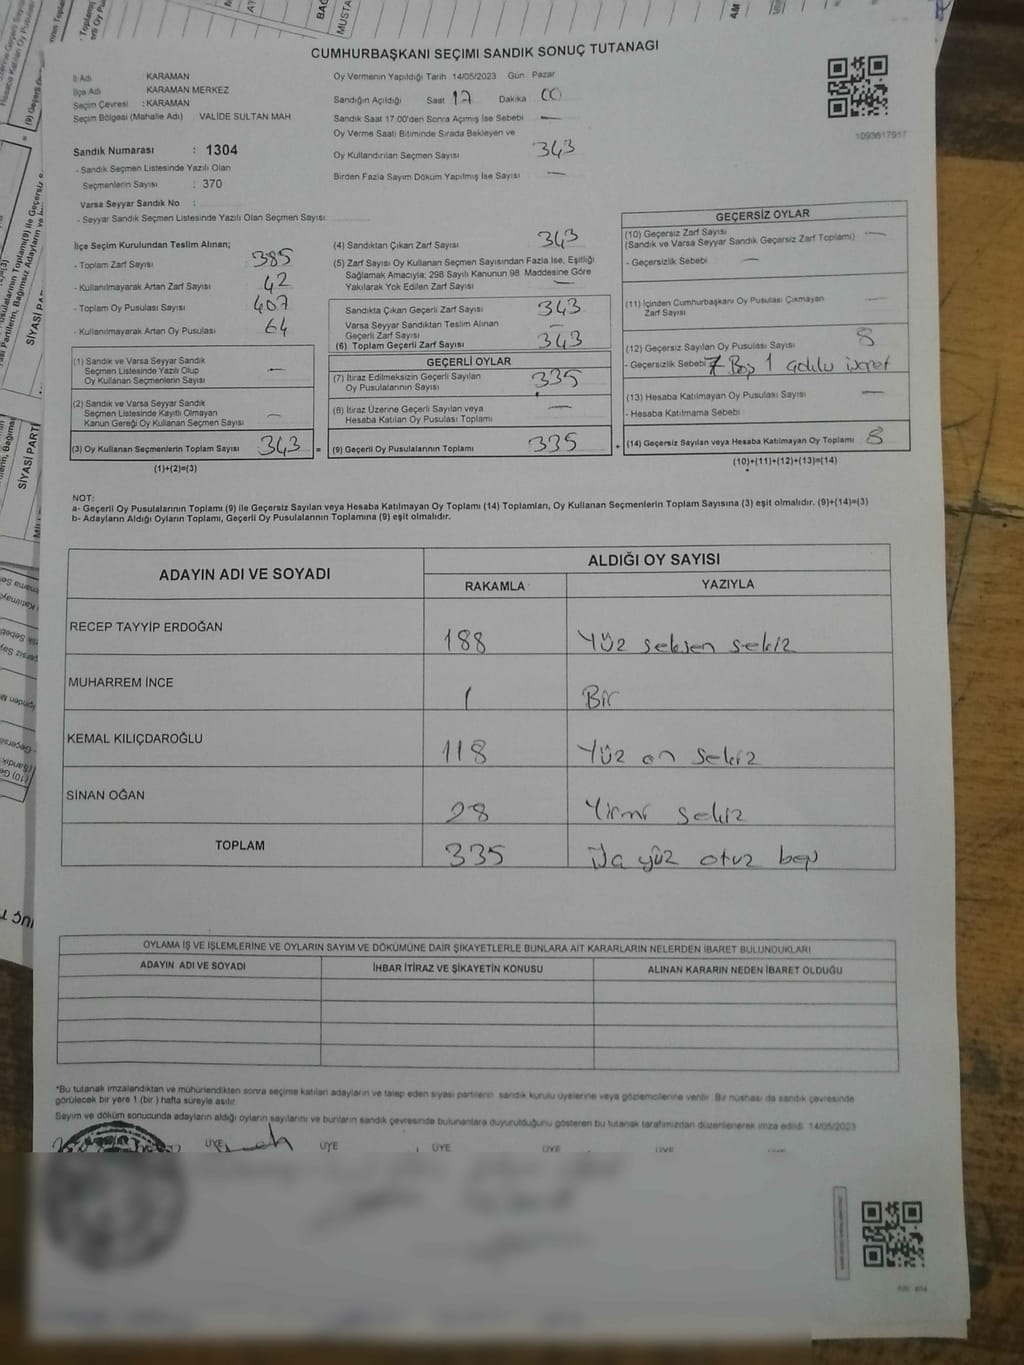 CUMHURBAŞKANI SEÇİMİ SANDIK SONUÇ TUTANAGI
İl Adı KARAMAN
İlçe Adı KARAMAN MERKEZ
Seçim Çevresi : KARAMAN
Seçim Bölgesi (Mahalle Adı) VALİDE SULTAN MAH.
Sandık Numarası : 1304
- Sandık Seçmen Listesinde Yazılı Olan
Seçmenlerin Sayısı : 370
Varsa Seyyar Sandık No :
- Seyyar Sandık Seçmen Listesinde Yazılı Olan Seçmen Sayısı
Oy Vermenin Yapıldığı Tarih 14/05/2023 Gün Pazar
Sandığın Açıldığı Saat 17 Dakika 00
Sandık Saat 17:00'den Sonra Açımış İse Sebebi —
Oy Verme Saati Bitiminde Sırada Bekleyen ve
Oy Kullandırılan Seçmen Sayısı 343
Birden Fazla Sayım Döküm Yapılmış İse Sayısı —
1093617917
İlçe Seçim Kurulundan Teslim Alınan;
- Toplam Zarf Sayısı 385
- Kullanılmayarak Artan Zarf Sayısı 42
- Toplam Oy Pusulası Sayısı 407
- Kullanılmayarak Artan Oy Pusulası 64
(1) Sandık ve Varsa Seyyar Sandık
Seçmen Listesinde Yazılı Olup
Oy Kullanan Seçmenlerin Sayısı —
(2) Sandık ve Varsa Seyyar Sandık
Seçmen Listesinde Kayıtlı Olmayan
Kanun Gereği Oy Kullanan Seçmen Sayısı —
(3) Oy Kullanan Seçmenlerin Toplam Sayısı 343 =
(1)+(2)=(3)
(4) Sandıktan Çıkan Zarf Sayısı 343
(5) Zarf Sayısı Oy Kullanan Seçmen Sayısından Fazla İse, Eşitliği
Sağlamak Amacıyla; 298 Sayılı Kanunun 98. Maddesine Göre
Yakılarak Yok Edilen Zarf Sayısı —
Sandıkta Çıkan Geçerli Zarf Sayısı 343
Varsa Seyyar Sandıktan Teslim Alınan
Geçerli Zarf Sayısı —
(6) Toplam Geçerli Zarf Sayısı 343
GEÇERLİ OYLAR
(7) İtiraz Edilmeksizin Geçerli Sayılan
Oy Pusulalarının Sayısı 335
(8) İtiraz Üzerine Geçerli Sayılan veya
Hesaba Katılan Oy Pusulası Toplamı —
(9) Geçerli Oy Pusulalarının Toplamı 335 +
GEÇERSİZ OYLAR
(10) Geçersiz Zarf Sayısı
(Sandık ve Varsa Seyyar Sandık Geçersiz Zarf Toplamı) —
- Geçersizlik Sebebi —
(11) İçinden Cumhurbaşkanı Oy Pusulası Çıkmayan
Zarf Sayısı —
(12) Geçersiz Sayılan Oy Pusulası Sayısı 8
- Geçersizlik Sebebi 7 Boş 1
(13) Hesaba Katılmayan Oy Pusulası Sayısı —
- Hesaba Katılmama Sebebi
(14) Geçersiz Sayılan veya Hesaba Katılmayan Oy Toplamı 8
(10)+(11)+(12)+(13)=(14)
NOT:
a- Geçerli Oy Pusulalarının Toplamı (9) ile Geçersiz Sayılan veya Hesaba Katılmayan Oy Toplamı (14) Toplamları, Oy Kullanan Seçmenlerin Toplam Sayısına (3) eşit olmalıdır. (9)+(14)=(3)
b- Adayların Aldığı Oyların Toplamı, Geçerli Oy Pusulalarının Toplamına (9) eşit olmalıdır.
ADAYIN ADI VE SOYADI ALDIĞI OY SAYISI
RAKAMLA YAZIYLA
RECEP TAYYİP ERDOĞAN 188 Yüz seksen sekiz
MUHARREM İNCE 1 Bir
KEMAL KILIÇDAROĞLU 118 Yüz on sekiz
SİNAN OĞAN 28 Yirmi sekiz
TOPLAM 335 yüz otuz beş
OYLAMA İŞ VE İŞLEMLERİNE VE OYLARIN SAYIM VE DÖKÜMÜNE DAİR ŞİKAYETLERLE BUNLARA AİT KARARLARIN NELERDEN İBARET BULUNDUKLARI
ADAYIN ADI VE SOYADI İHBAR İTİRAZ VE ŞİKAYETİN KONUSU ALINAN KARARIN NEDEN İBARET OLDUĞU
*Bu tutanak imzalandıktan ve mühürlendikten sonra seçime katılan adayların ve talep eden siyasi partilerin sandık kurulu üyelerine veya gözlemcilerine verilir. Bir nüshası da sandık çevresinde
görülecek bir yere 1 (bir) hafta süreyle asılır.
Sayım ve döküm sonucunda adayların aldığı oyların sayılarını ve bunların sandık çevresinde bulunanlara duyurulduğunu gösteren bu tutanak tarafımızdan düzenlenerek imza edildi. 14/05/2023
ÜYE ÜYE ÜYE ÜYE ÜYE